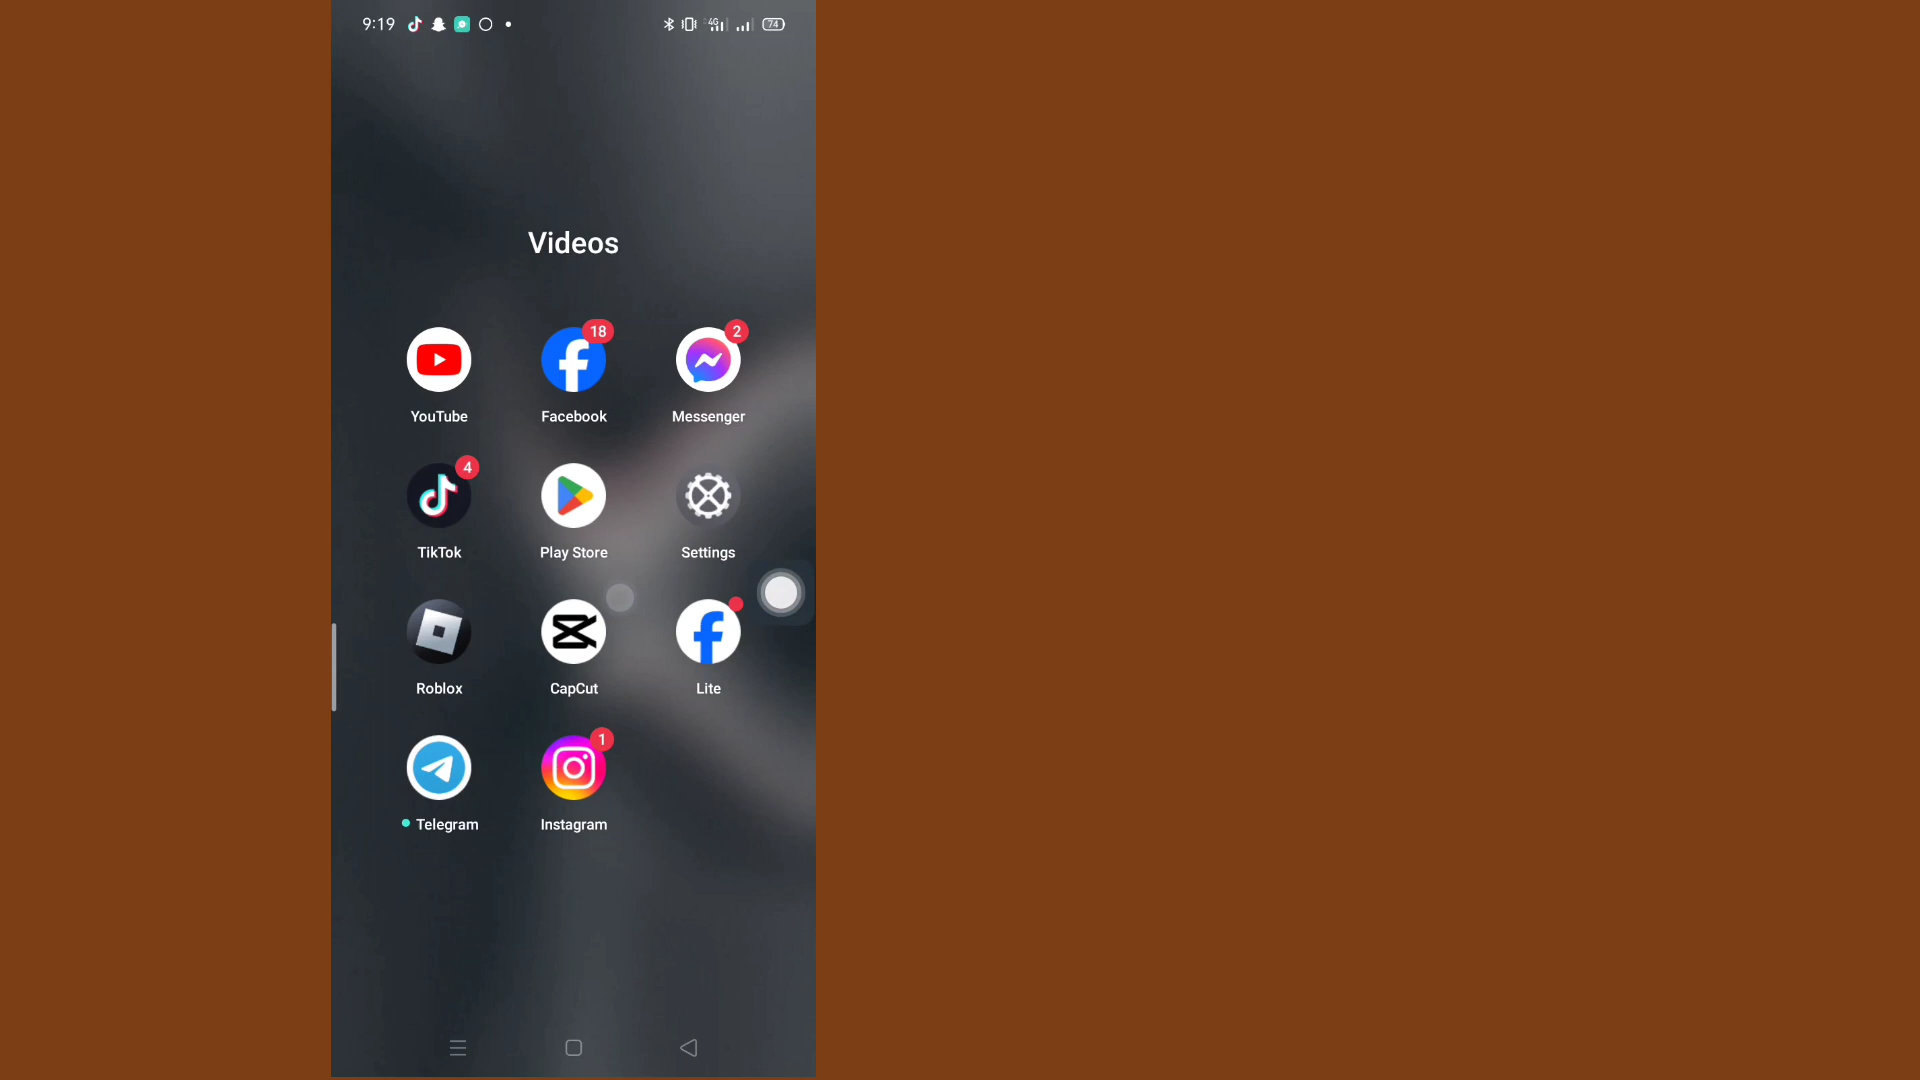 9:19 4G 74
Videos
18 2
YouTube Facebook Messenger
4
TikTok Play Store Settings
Roblox CapCut Lite
1
Telegram Instagram